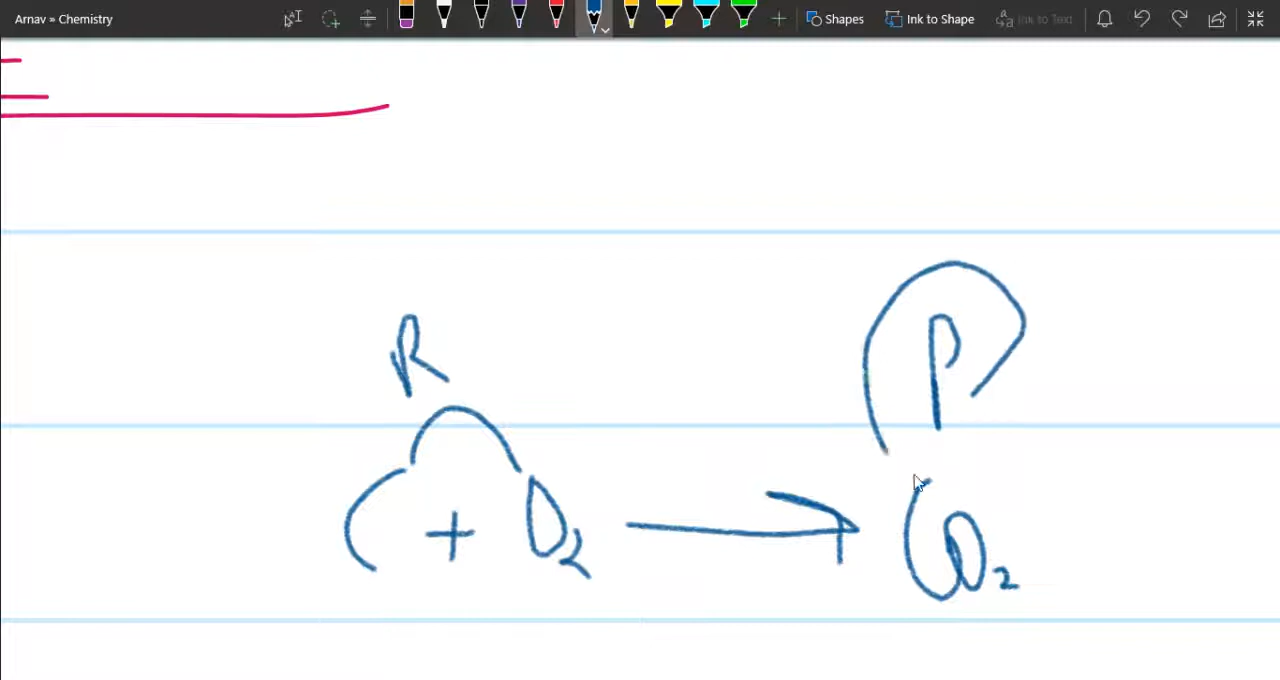 Arnav » Chemistry
Shapes Ink to Shape Ink to Text
R P
C + O₂ → CO₂